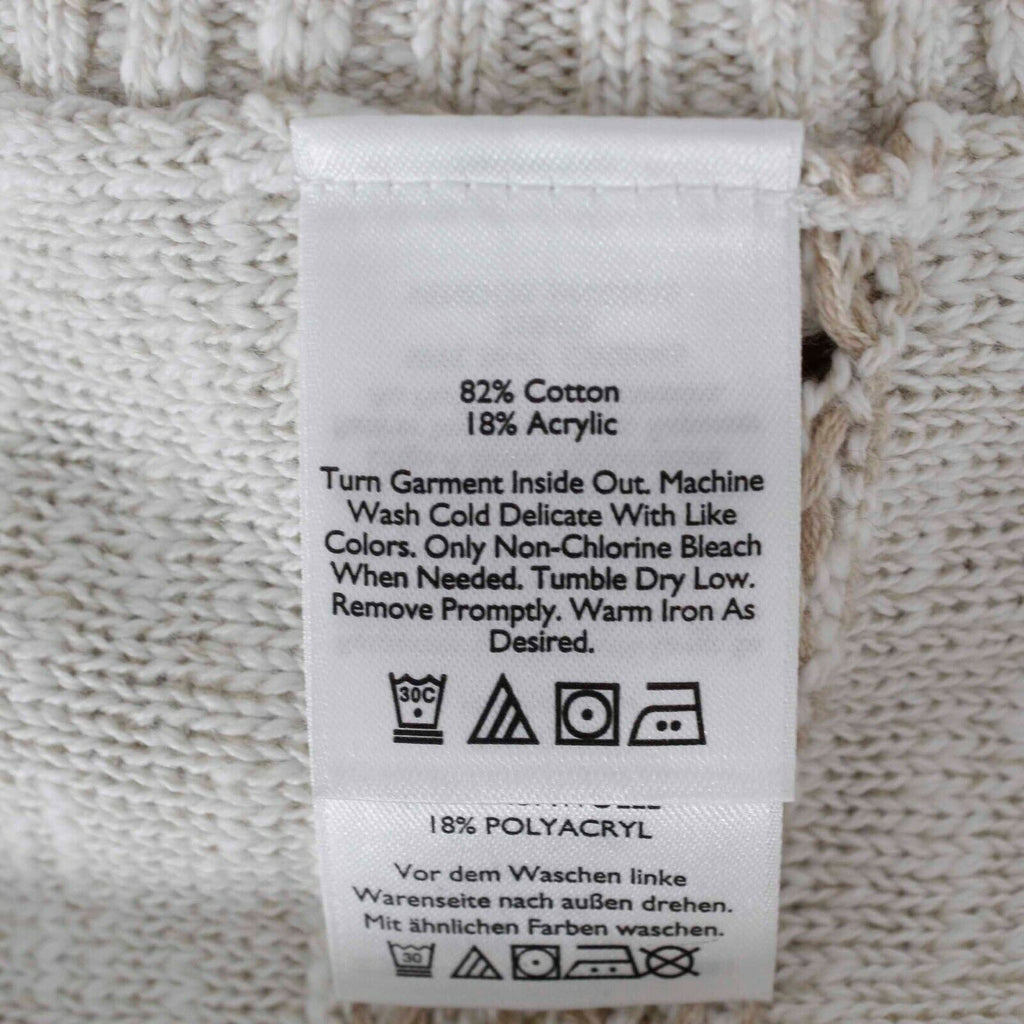 82% Cotton
18% Acrylic
Turn Garment Inside Out. Machine
Wash Cold Delicate With Like
Colors. Only Non-Chlorine Bleach
When Needed. Tumble Dry Low.
Remove Promptly. Warm Iron As
Desired.
30C
18% POLYACRYL
Vor dem Waschen linke
Warenseite nach außen drehen.
Mit ähnlichen Farben waschen.
30